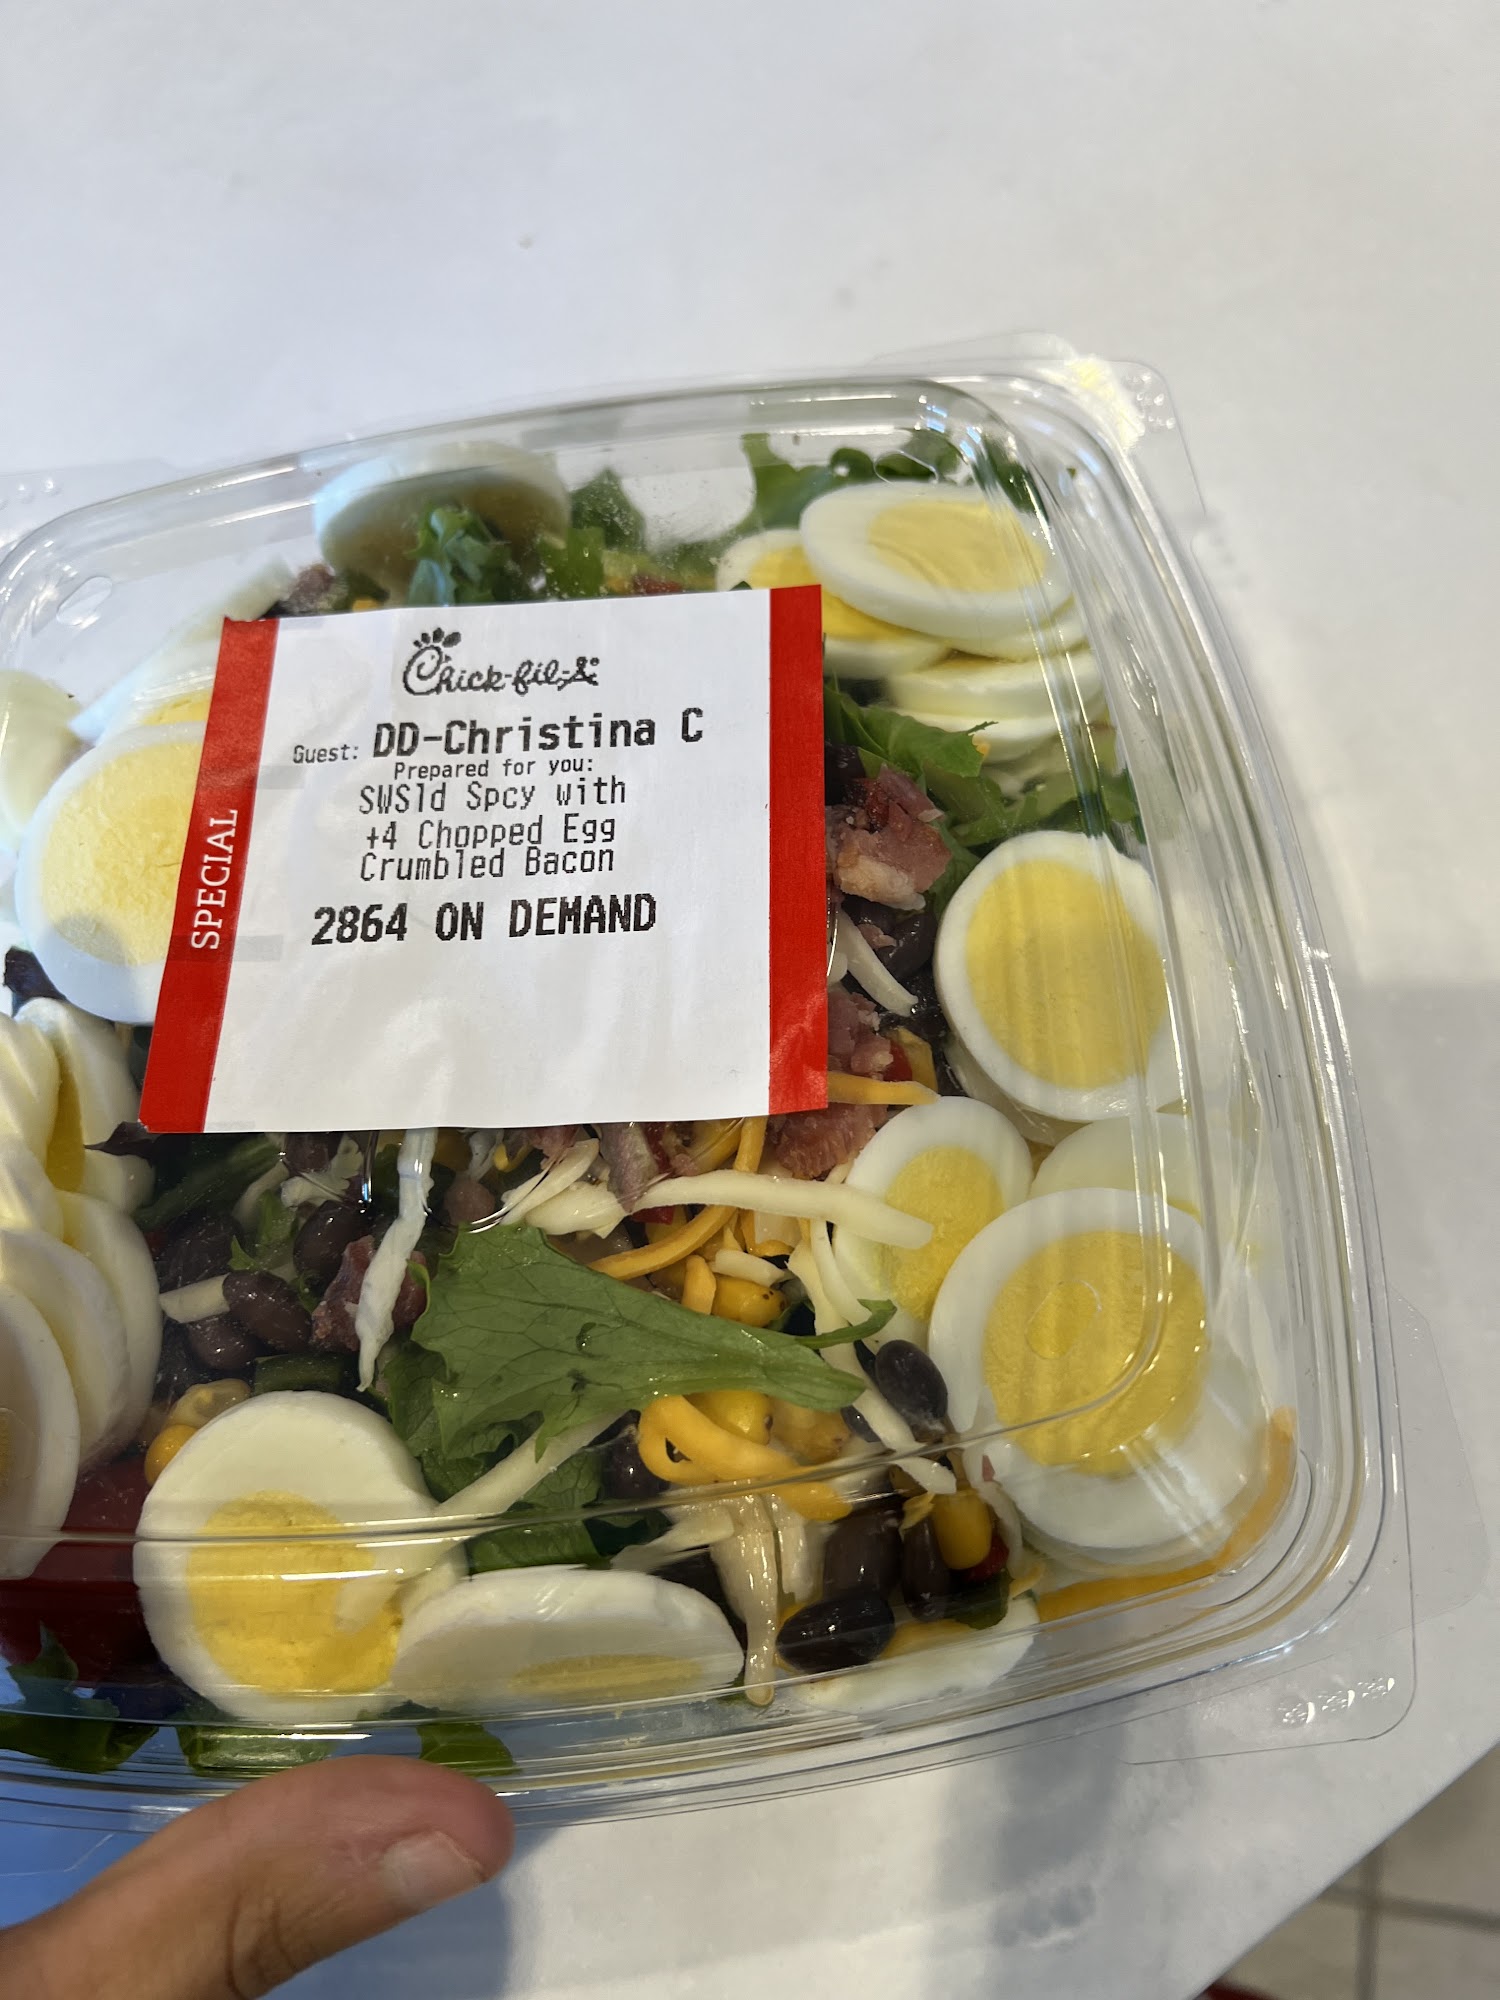 Chick-fil-A
Guest: DD-Christina C
Prepared for you:
SWSld Spcy with
+4 Chopped Egg
Crumbled Bacon
2864 ON DEMAND
SPECIAL